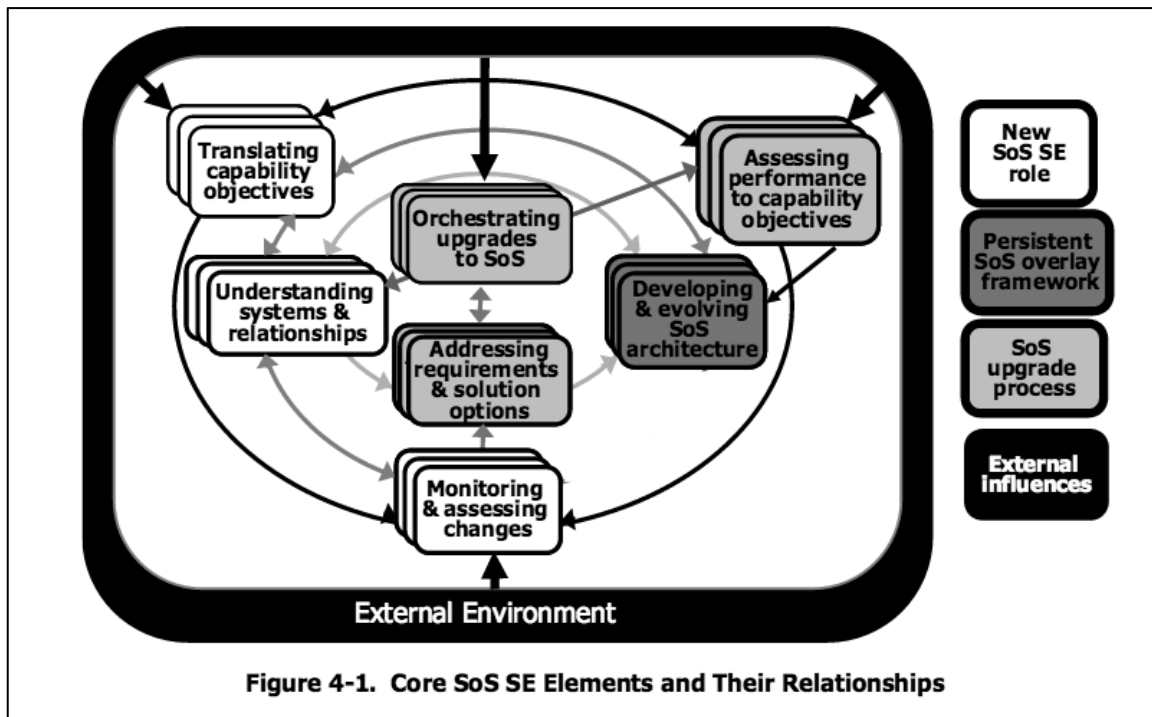 Translating
capability
objectives
Assessing
performance
to capability
objectives
Orchestrating
upgrades
to SoS
Understanding
systems &
relationships
Developing
& evolving
SoS
architecture
Addressing
requirements
& solution
options
Monitoring
& assessing
changes
External Environment
New
SoS SE
role
Persistent
SoS overlay
framework
SoS
upgrade
process
External
influences
Figure 4-1. Core SoS SE Elements and Their Relationships